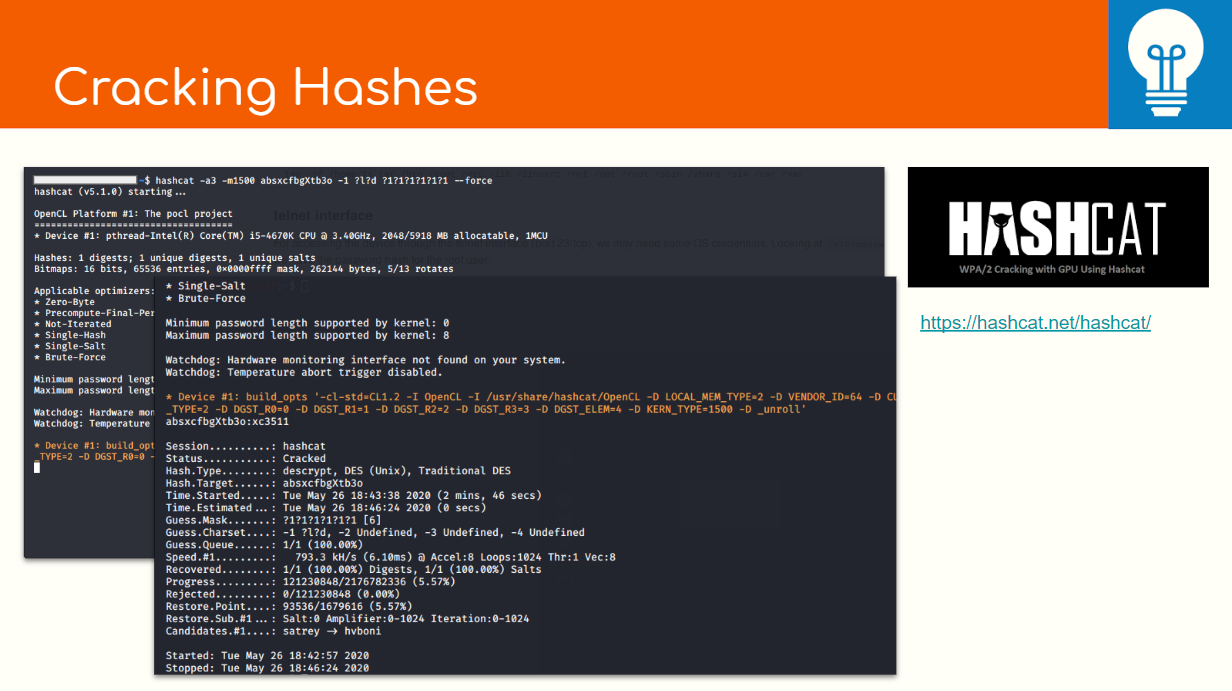 Cracking Hashes
~$ hashcat -a3 -m1500 absxcfbgXtb3o -1 ?l?d ?1?1?1?1?1?1 --force
hashcat (v5.1.0) starting...
OpenCL Platform #1: The pocl project
====================================
* Device #1: pthread-Intel(R) Core(TM) i5-4670K CPU @ 3.40GHz, 2048/5918 MB allocatable, 1MCU
Hashes: 1 digests; 1 unique digests, 1 unique salts
Bitmaps: 16 bits, 65536 entries, 0x0000ffff mask, 262144 bytes, 5/13 rotates
Applicable optimizers:
* Zero-Byte
* Precompute-Final-Per
* Not-Iterated
* Single-Hash
* Single-Salt
* Brute-Force
Minimum password lengt
Maximum password lengt
Watchdog: Hardware mon
Watchdog: Temperature
* Device #1: build_opt
_TYPE=2 -D DGST_R0=0 -
telnet interface
* Single-Salt
* Brute-Force
Minimum password length supported by kernel: 0
Maximum password length supported by kernel: 8
Watchdog: Hardware monitoring interface not found on your system.
Watchdog: Temperature abort trigger disabled.
* Device #1: build_opts '-cl-std=CL1.2 -I OpenCL -I /usr/share/hashcat/OpenCL -D LOCAL_MEM_TYPE=2 -D VENDOR_ID=64 -D CU
_TYPE=2 -D DGST_R0=0 -D DGST_R1=1 -D DGST_R2=2 -D DGST_R3=3 -D DGST_ELEM=4 -D KERN_TYPE=1500 -D _unroll'
absxcfbgXtb3o:xc3511
Session..........: hashcat
Status...........: Cracked
Hash.Type........: descrypt, DES (Unix), Traditional DES
Hash.Target......: absxcfbgXtb3o
Time.Started.....: Tue May 26 18:43:38 2020 (2 mins, 46 secs)
Time.Estimated...: Tue May 26 18:46:24 2020 (0 secs)
Guess.Mask.......: ?1?1?1?1?1?1 [6]
Guess.Charset....: -1 ?l?d, -2 Undefined, -3 Undefined, -4 Undefined
Guess.Queue......: 1/1 (100.00%)
Speed.#1.........:   793.3 kH/s (6.10ms) @ Accel:8 Loops:1024 Thr:1 Vec:8
Recovered........: 1/1 (100.00%) Digests, 1/1 (100.00%) Salts
Progress.........: 121230848/2176782336 (5.57%)
Rejected.........: 0/121230848 (0.00%)
Restore.Point....: 93536/1679616 (5.57%)
Restore.Sub.#1...: Salt:0 Amplifier:0-1024 Iteration:0-1024
Candidates.#1....: satrey -> hvboni
Started: Tue May 26 18:42:57 2020
Stopped: Tue May 26 18:46:24 2020
HASHCAT
WPA/2 Cracking with GPU Using Hashcat
https://hashcat.net/hashcat/